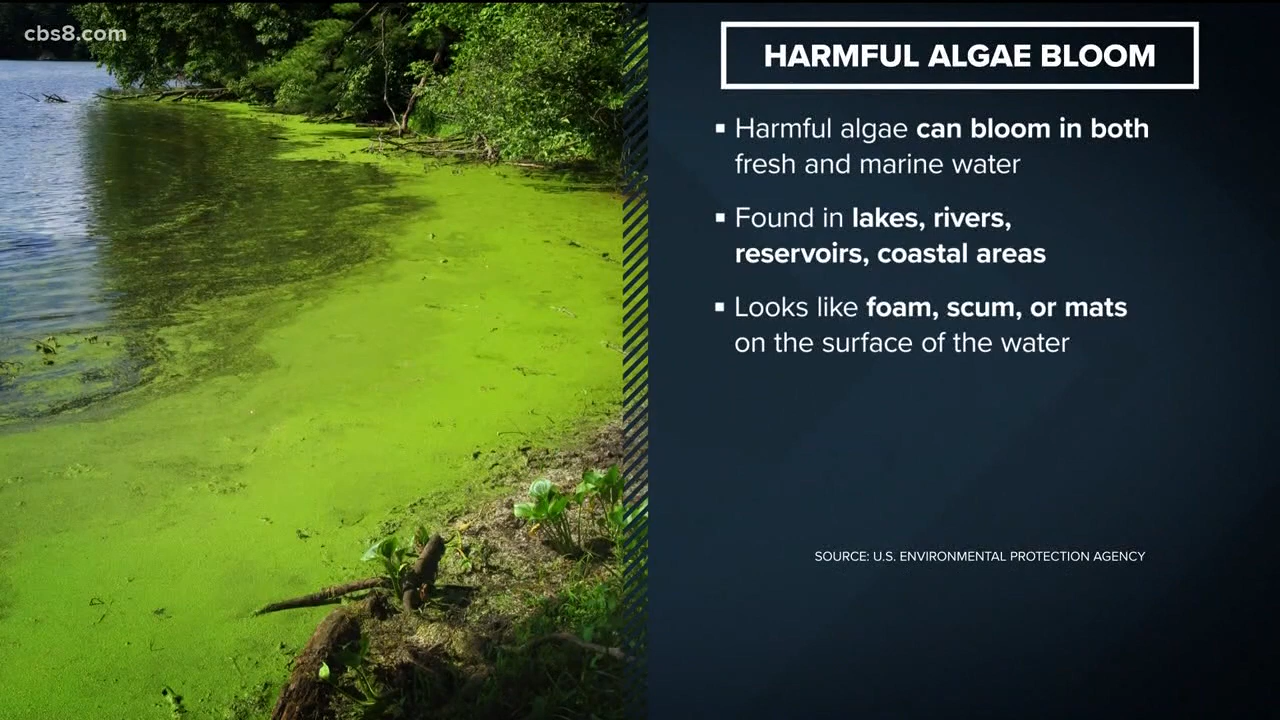 cbs8.com
HARMFUL ALGAE BLOOM
▪ Harmful algae can bloom in both
fresh and marine water
▪ Found in lakes, rivers,
reservoirs, coastal areas
▪ Looks like foam, scum, or mats
on the surface of the water
SOURCE: U.S. ENVIRONMENTAL PROTECTION AGENCY